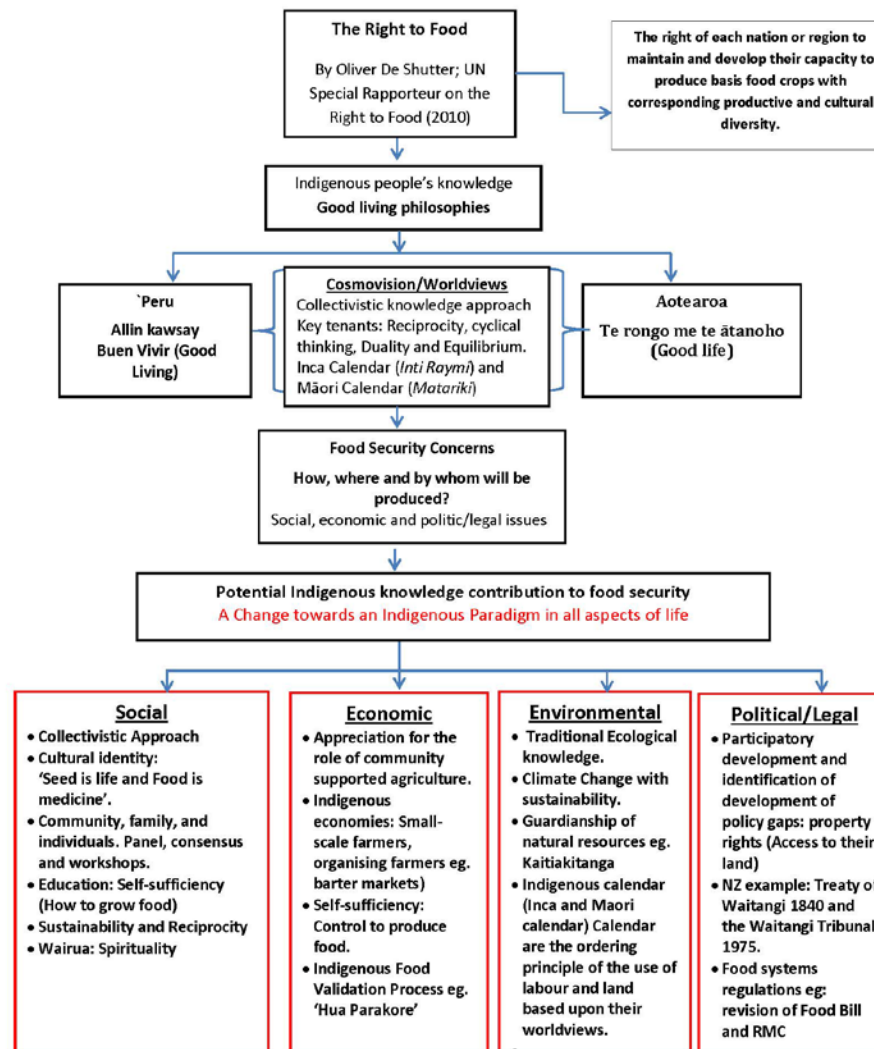 The Right to Food
By Oliver De Shutter; UN
Special Rapporteur on the
Right to Food (2010)
The right of each nation or region to
maintain and develop their capacity to
produce basis food crops with
corresponding productive and cultural
diversity.
Indigenous people's knowledge
Good living philosophies
`Peru
Allin kawsay
Buen Vivir (Good
Living)
Cosmovision/Worldviews
Collectivistic knowledge approach
Key tenants: Reciprocity, cyclical
thinking, Duality and Equilibrium.
Inca Calendar (Inti Raymi) and
Māori Calendar (Matariki)
Aotearoa
Te rongo me te ātanoho
(Good life)
Food Security Concerns
How, where and by whom will be
produced?
Social, economic and politic/legal issues
Potential Indigenous knowledge contribution to food security
A Change towards an Indigenous Paradigm in all aspects of life
Social
• Collectivistic Approach
• Cultural identity:
'Seed is life and Food is
medicine'.
• Community, family, and
individuals. Panel, consensus
and workshops.
• Education: Self-sufficiency
(How to grow food)
• Sustainability and Reciprocity
• Wairua: Spirituality
Economic
• Appreciation for the
role of community
supported agriculture.
• Indigenous
economies: Small-
scale farmers,
organising farmers eg.
barter markets)
• Self-sufficiency:
Control to produce
food.
• Indigenous Food
Validation Process eg.
'Hua Parakore'
Environmental
• Traditional Ecological
knowledge.
• Climate Change with
sustainability.
• Guardianship of
natural resources eg.
Kaitiakitanga
• Indigenous calendar
(Inca and Maori
calendar) Calendar
are the ordering
principle of the use of
labour and land
based upon their
worldviews.
Political/Legal
• Participatory
development and
identification of
development of
policy gaps: property
rights (Access to their
land)
• NZ example: Treaty of
Waitangi 1840 and
the Waitangi Tribunal
1975.
• Food systems
regulations eg:
revision of Food Bill
and RMC